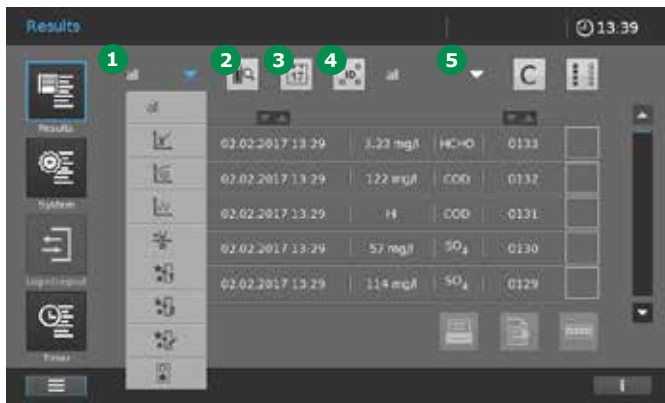 Results
13:39
1 2 3 4 5
all all C
17 ID
all
Results
02.02.2017 13:29 3.23 mg/l HCHO 0133
02.02.2017 13:29 122 mg/l COD 0132
System
02.02.2017 13:29 HI COD 0131
02.02.2017 13:29 57 mg/l SO₄ 0130
Login/Logout
02.02.2017 13:29 114 mg/l SO₄ 0129
Timer
i